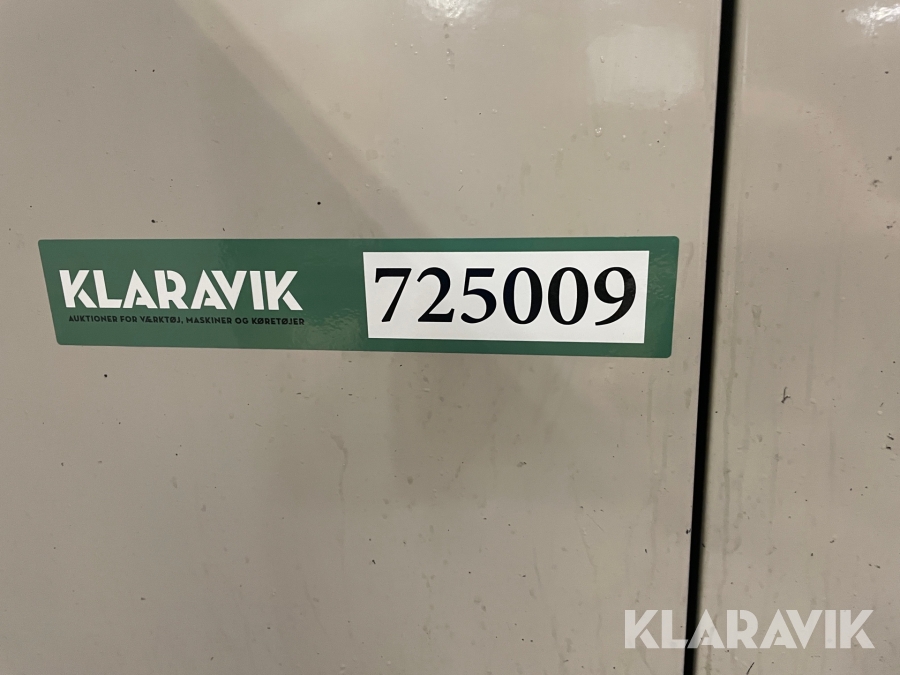 KLARAVIK
AUKTIONER FOR VÆRKTØJ, MASKINER OG KØRETØJER
725009
KLARAVIK